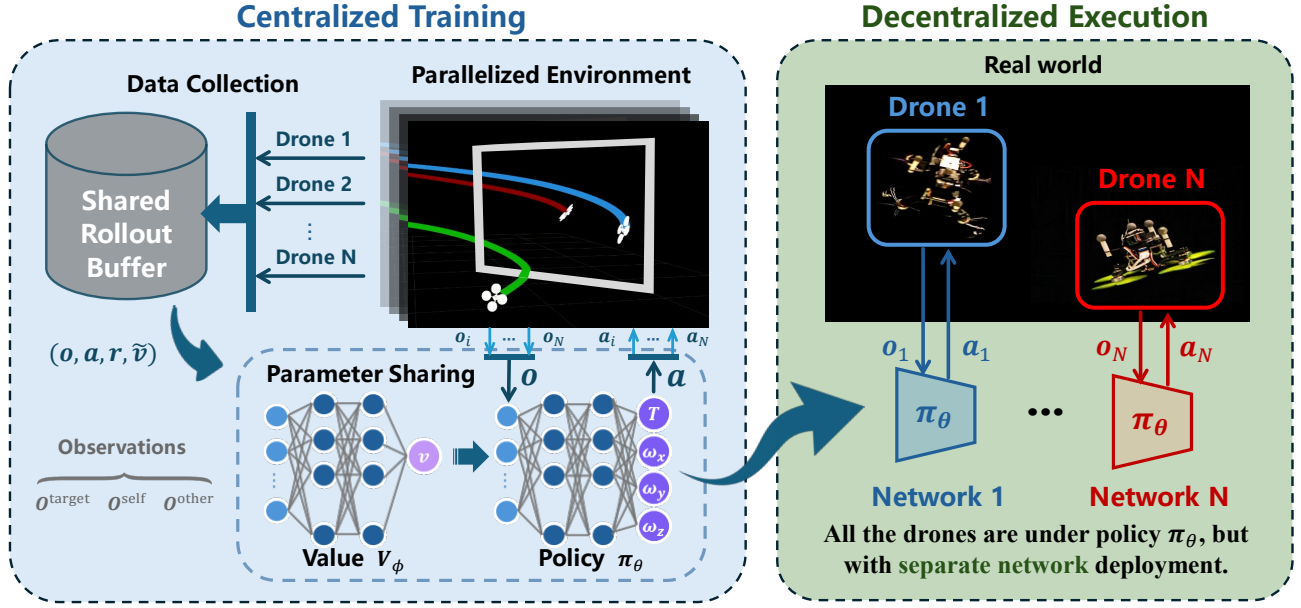 Centralized Training
Data Collection
Parallelized Environment
Shared
Rollout
Buffer
Drone 1
Drone 2
⋮
Drone N
(o, a, r, ṽ)
o_i ... o_N
a_i ... a_N
Parameter Sharing
o
a
Observations
O^target O^self O^other
v
T
ω_x
ω_y
ω_z
Value V_ϕ
Policy π_θ
Decentralized Execution
Real world
Drone 1
Drone N
o_1
a_1
o_N
a_N
π_θ
...
π_θ
Network 1
Network N
All the drones are under policy π_θ, but
with separate network deployment.